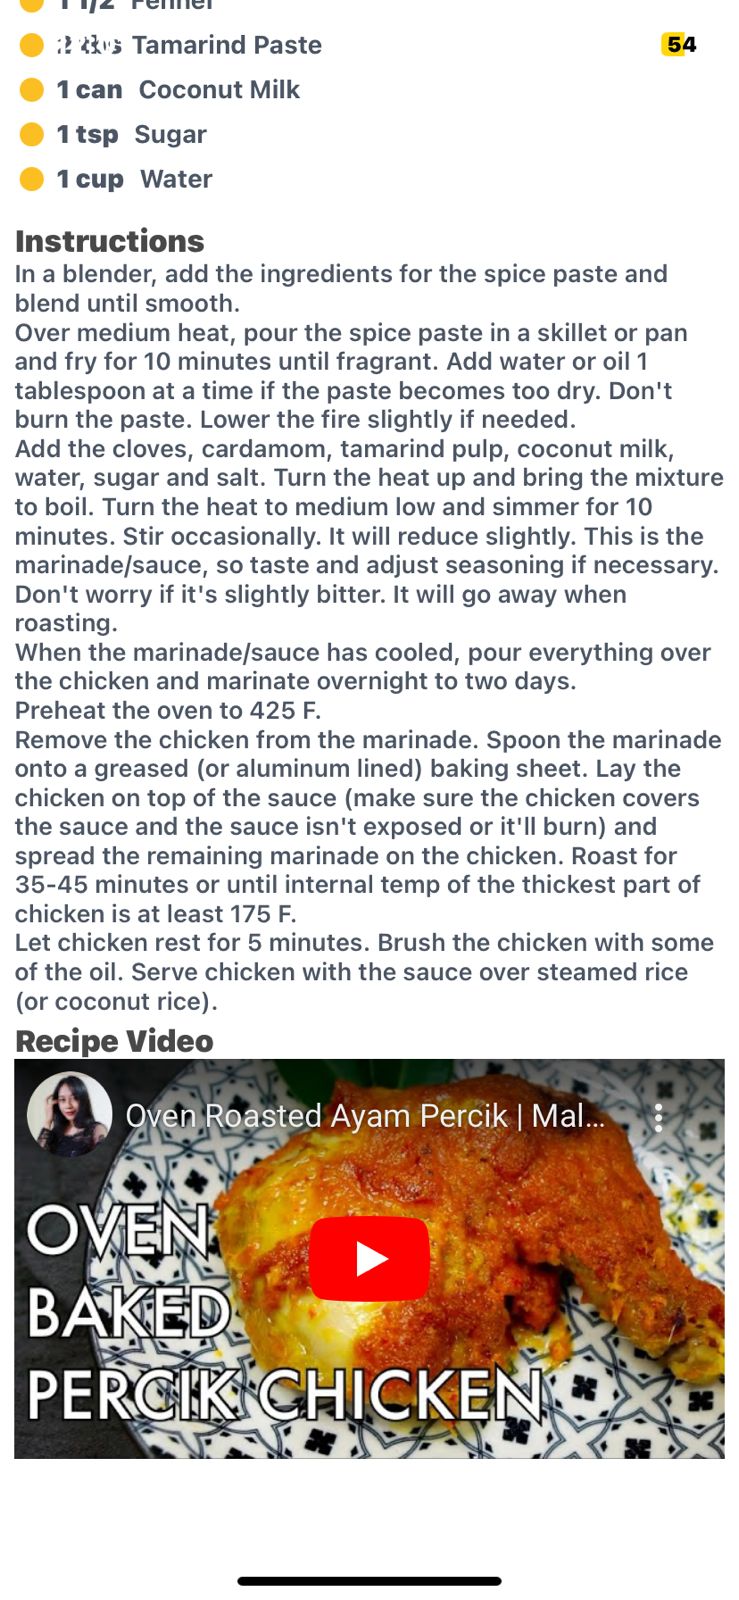 1 1/2 Fennel
Tamarind Paste
54
1 can Coconut Milk
1 tsp Sugar
1 cup Water
Instructions
In a blender, add the ingredients for the spice paste and
blend until smooth.
Over medium heat, pour the spice paste in a skillet or pan
and fry for 10 minutes until fragrant. Add water or oil 1
tablespoon at a time if the paste becomes too dry. Don't
burn the paste. Lower the fire slightly if needed.
Add the cloves, cardamom, tamarind pulp, coconut milk,
water, sugar and salt. Turn the heat up and bring the mixture
to boil. Turn the heat to medium low and simmer for 10
minutes. Stir occasionally. It will reduce slightly. This is the
marinade/sauce, so taste and adjust seasoning if necessary.
Don't worry if it's slightly bitter. It will go away when
roasting.
When the marinade/sauce has cooled, pour everything over
the chicken and marinate overnight to two days.
Preheat the oven to 425 F.
Remove the chicken from the marinade. Spoon the marinade
onto a greased (or aluminum lined) baking sheet. Lay the
chicken on top of the sauce (make sure the chicken covers
the sauce and the sauce isn't exposed or it'll burn) and
spread the remaining marinade on the chicken. Roast for
35-45 minutes or until internal temp of the thickest part of
chicken is at least 175 F.
Let chicken rest for 5 minutes. Brush the chicken with some
of the oil. Serve chicken with the sauce over steamed rice
(or coconut rice).
Recipe Video
Oven Roasted Ayam Percik | Mal...
OVEN
BAKED
PERCIK CHICKEN